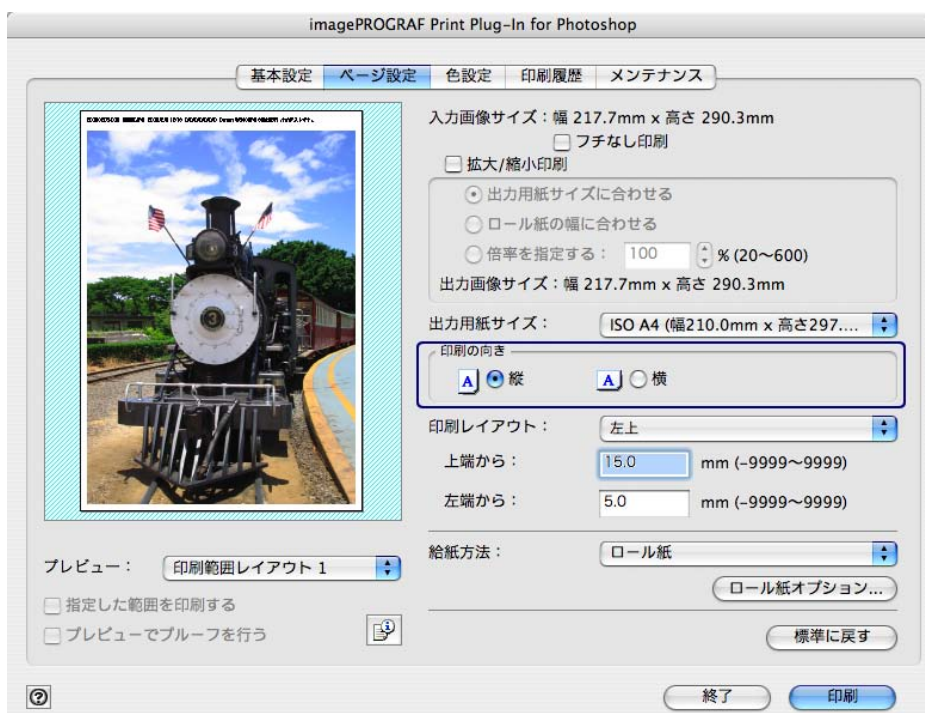 imagePROGRAF Print Plug-In for Photoshop
基本設定 ページ設定 色設定 印刷履歴 メンテナンス
入力画像サイズ：幅 217.7mm x 高さ 290.3mm
フチなし印刷
拡大/縮小印刷
出力用紙サイズに合わせる
ロール紙の幅に合わせる
倍率を指定する： 100 % (20〜600)
出力画像サイズ：幅 217.7mm x 高さ 290.3mm
出力用紙サイズ： ISO A4 (幅210.0mm x 高さ297....
印刷の向き
A 縦 A 横
印刷レイアウト： 左上
上端から： 15.0 mm (-9999〜9999)
左端から： 5.0 mm (-9999〜9999)
給紙方法： ロール紙
ロール紙オプション...
標準に戻す
3
プレビュー： 印刷範囲レイアウト 1
指定した範囲を印刷する
プレビューでプルーフを行う
? 終了 印刷